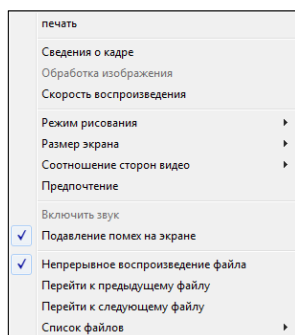 печать
Сведения о кадре
Обработка изображения
Скорость воспроизведения
Режим рисования
Размер экрана
Соотношение сторон видео
Предпочтение
Включить звук
Подавление помех на экране
Непрерывное воспроизведение файла
Перейти к предыдущему файлу
Перейти к следующему файлу
Список файлов